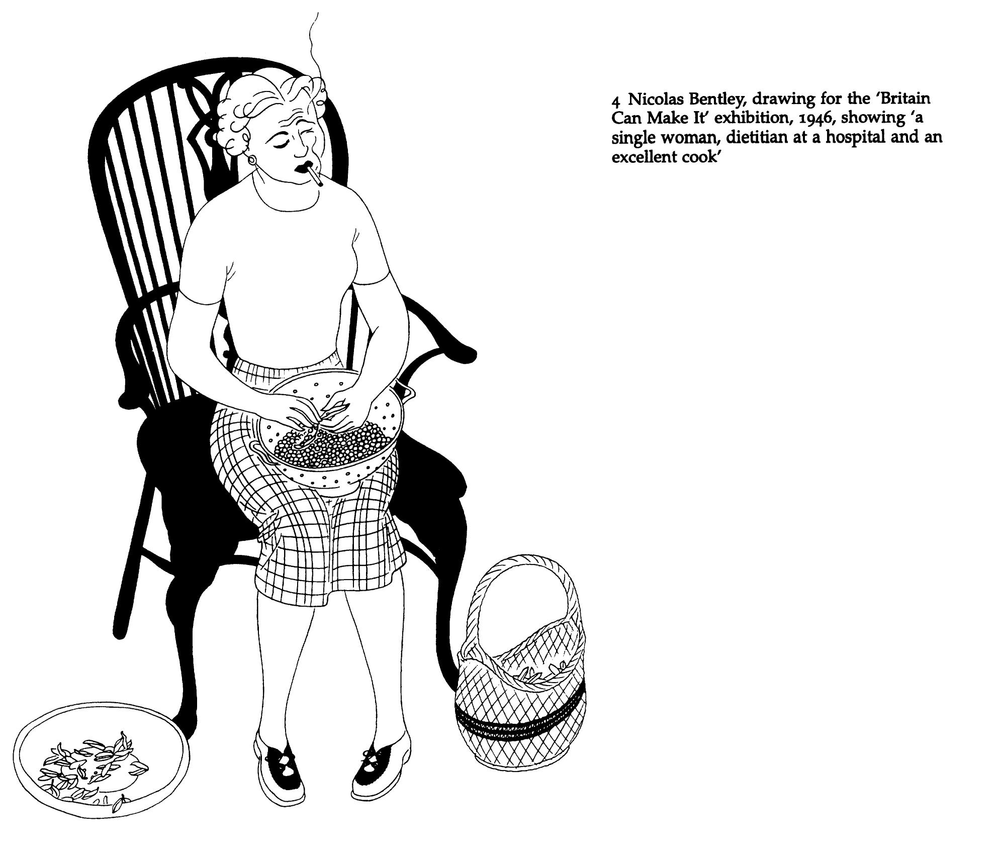 4 Nicolas Bentley, drawing for the ‘Britain
Can Make It’ exhibition, 1946, showing ‘a
single woman, dietitian at a hospital and an
excellent cook’